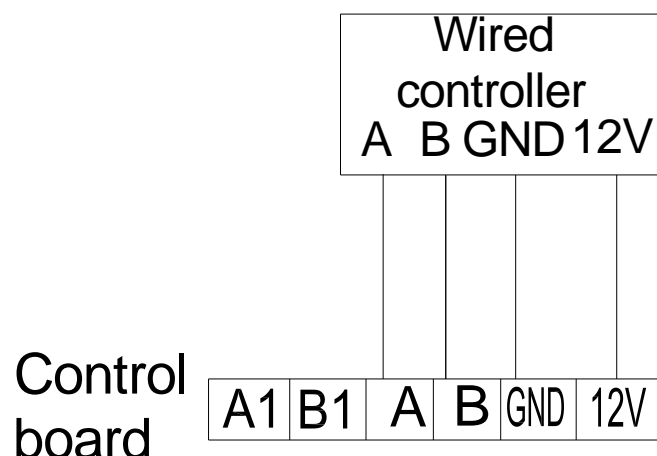 Wired
controller
A B GND 12V
Control
board
A1 B1 A B GND 12V